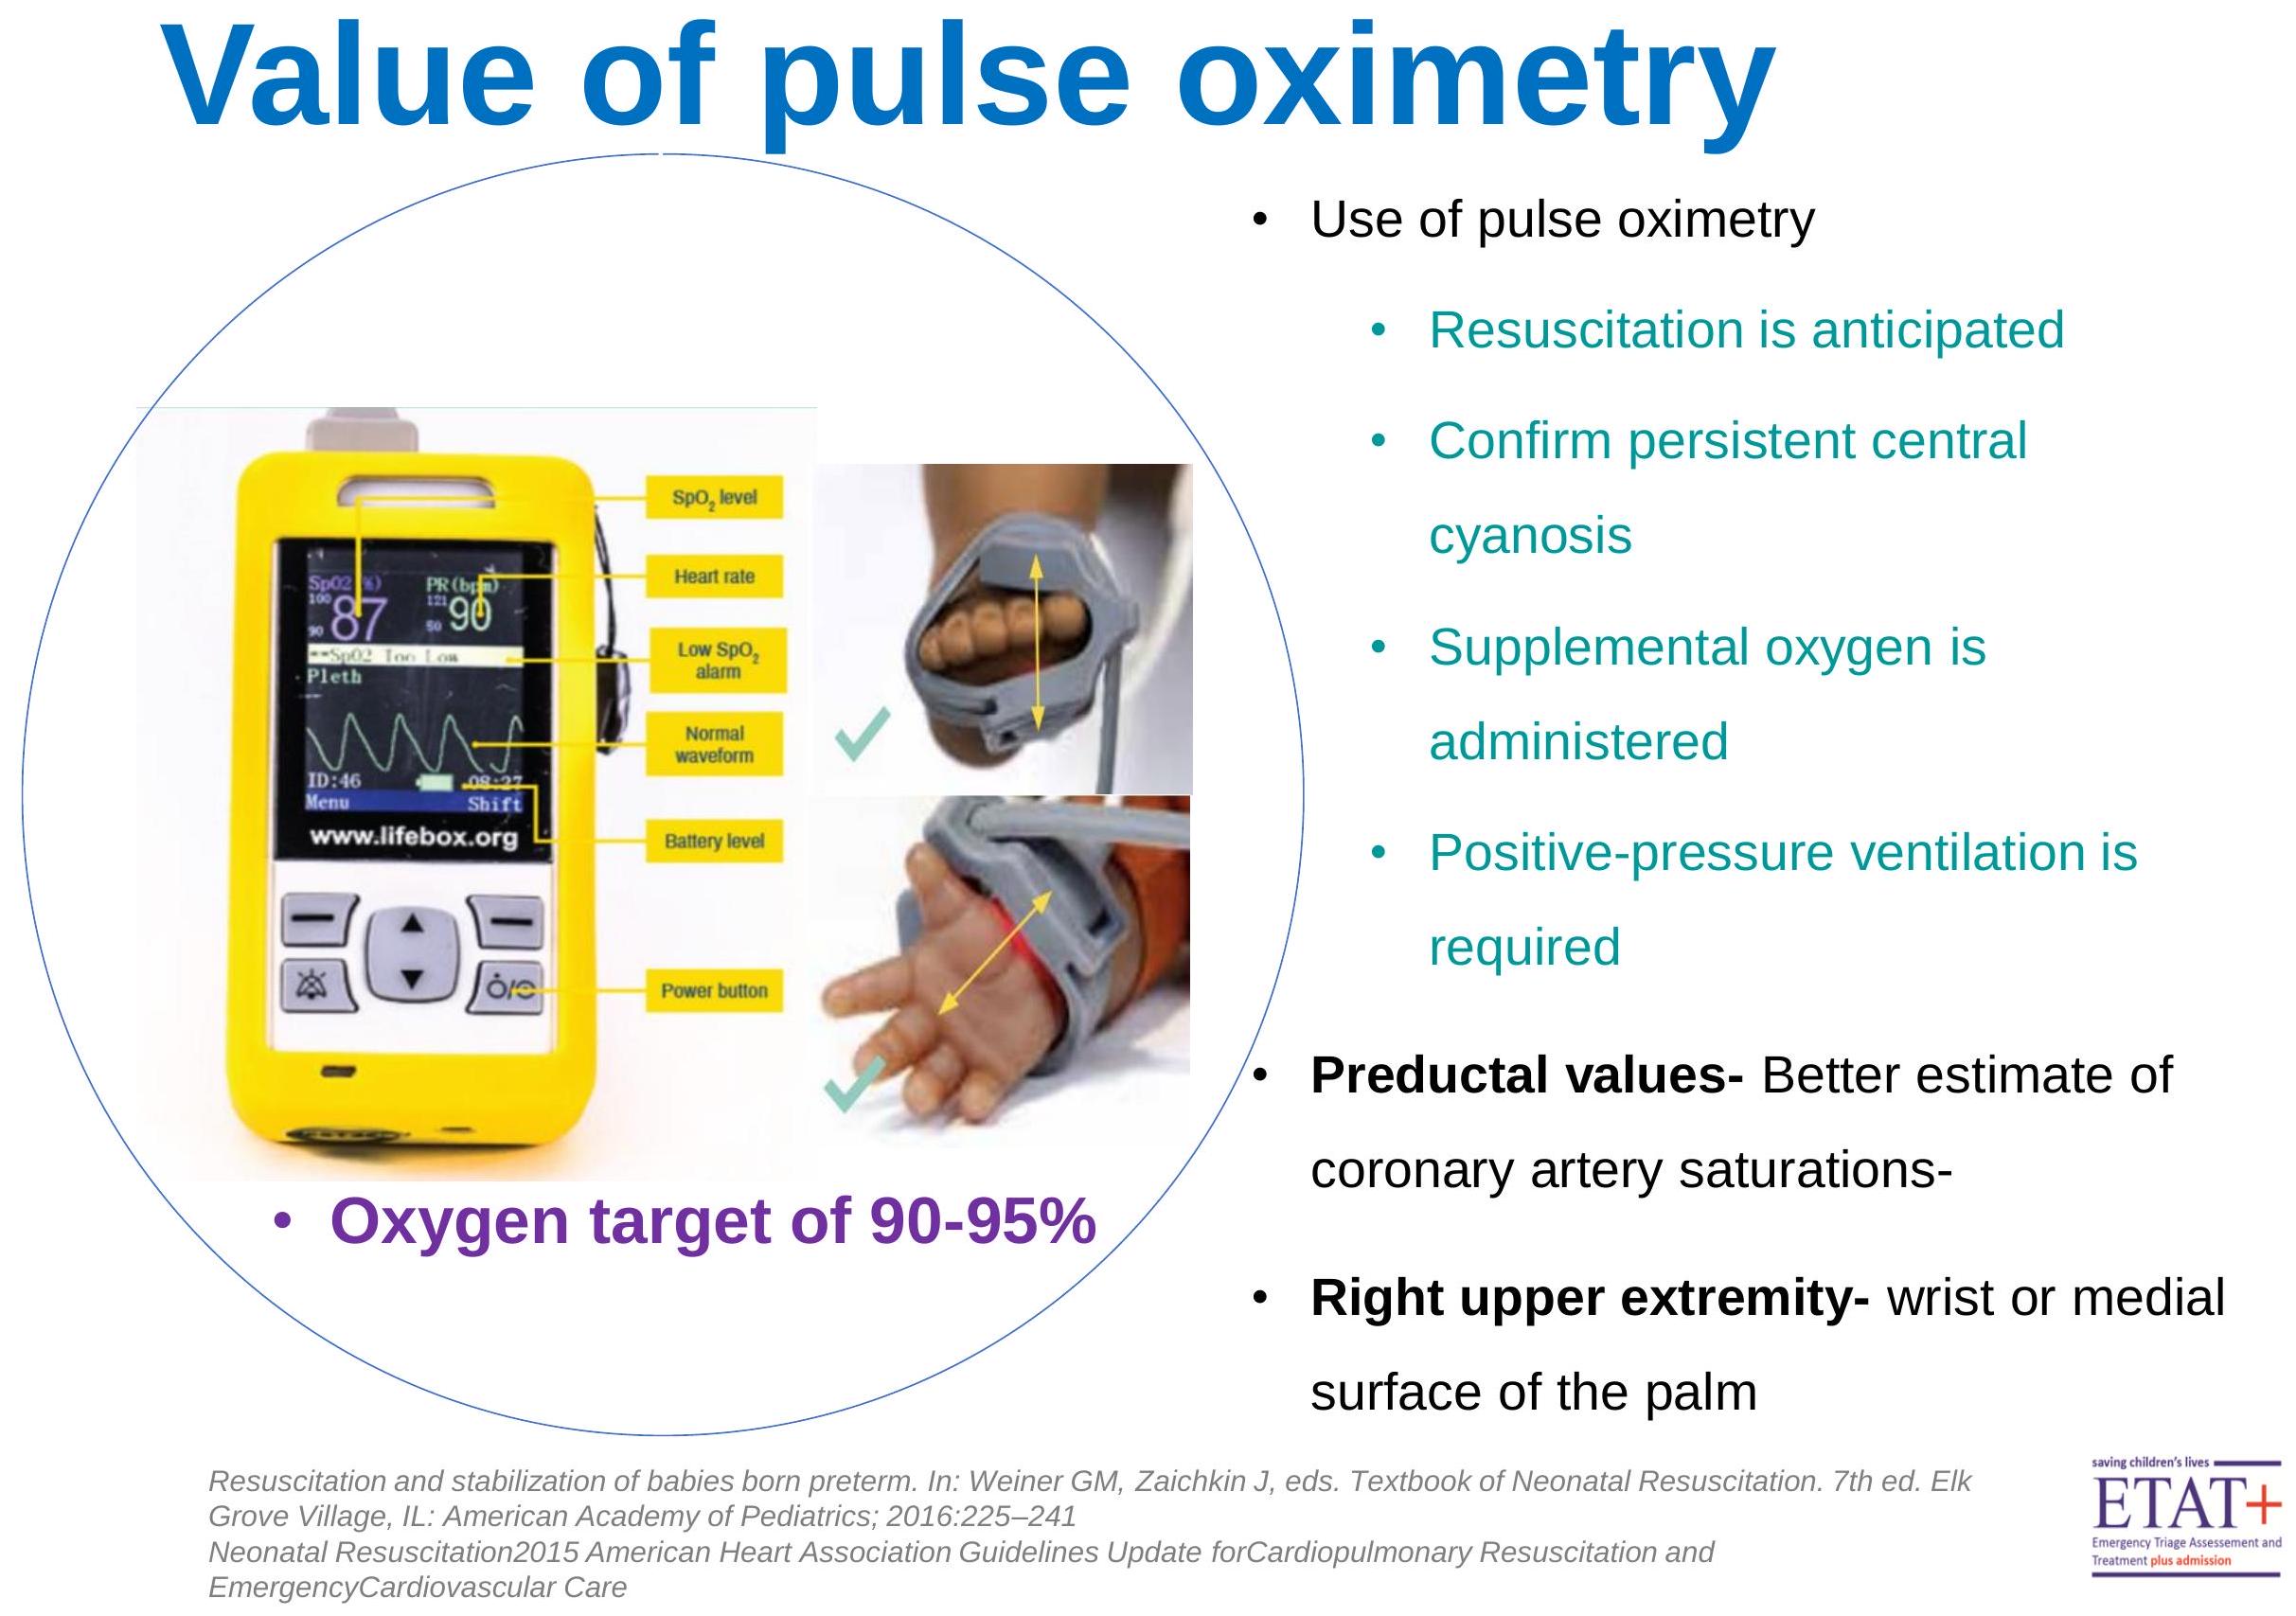 Value of pulse oximetry
• Use of pulse oximetry
• Resuscitation is anticipated
• Confirm persistent central
cyanosis
• Supplemental oxygen is
administered
• Positive-pressure ventilation is
required
• Preductal values- Better estimate of
coronary artery saturations-
• Right upper extremity- wrist or medial
surface of the palm
SpO2 level
Heart rate
Low SpO2
alarm
Normal
waveform
Battery level
Power button
SpO2 %) PR(bpm)
100 87 121 90
90 50
**SpO2 Too Low
Pleth
ID:46 08:27
Menu Shift
www.lifebox.org
• Oxygen target of 90-95%
Resuscitation and stabilization of babies born preterm. In: Weiner GM, Zaichkin J, eds. Textbook of Neonatal Resuscitation. 7th ed. Elk
Grove Village, IL: American Academy of Pediatrics; 2016:225–241
Neonatal Resuscitation2015 American Heart Association Guidelines Update forCardiopulmonary Resuscitation and
EmergencyCardiovascular Care
saving children's lives
ETAT+
Emergency Triage Assessement and
Treatment plus admission